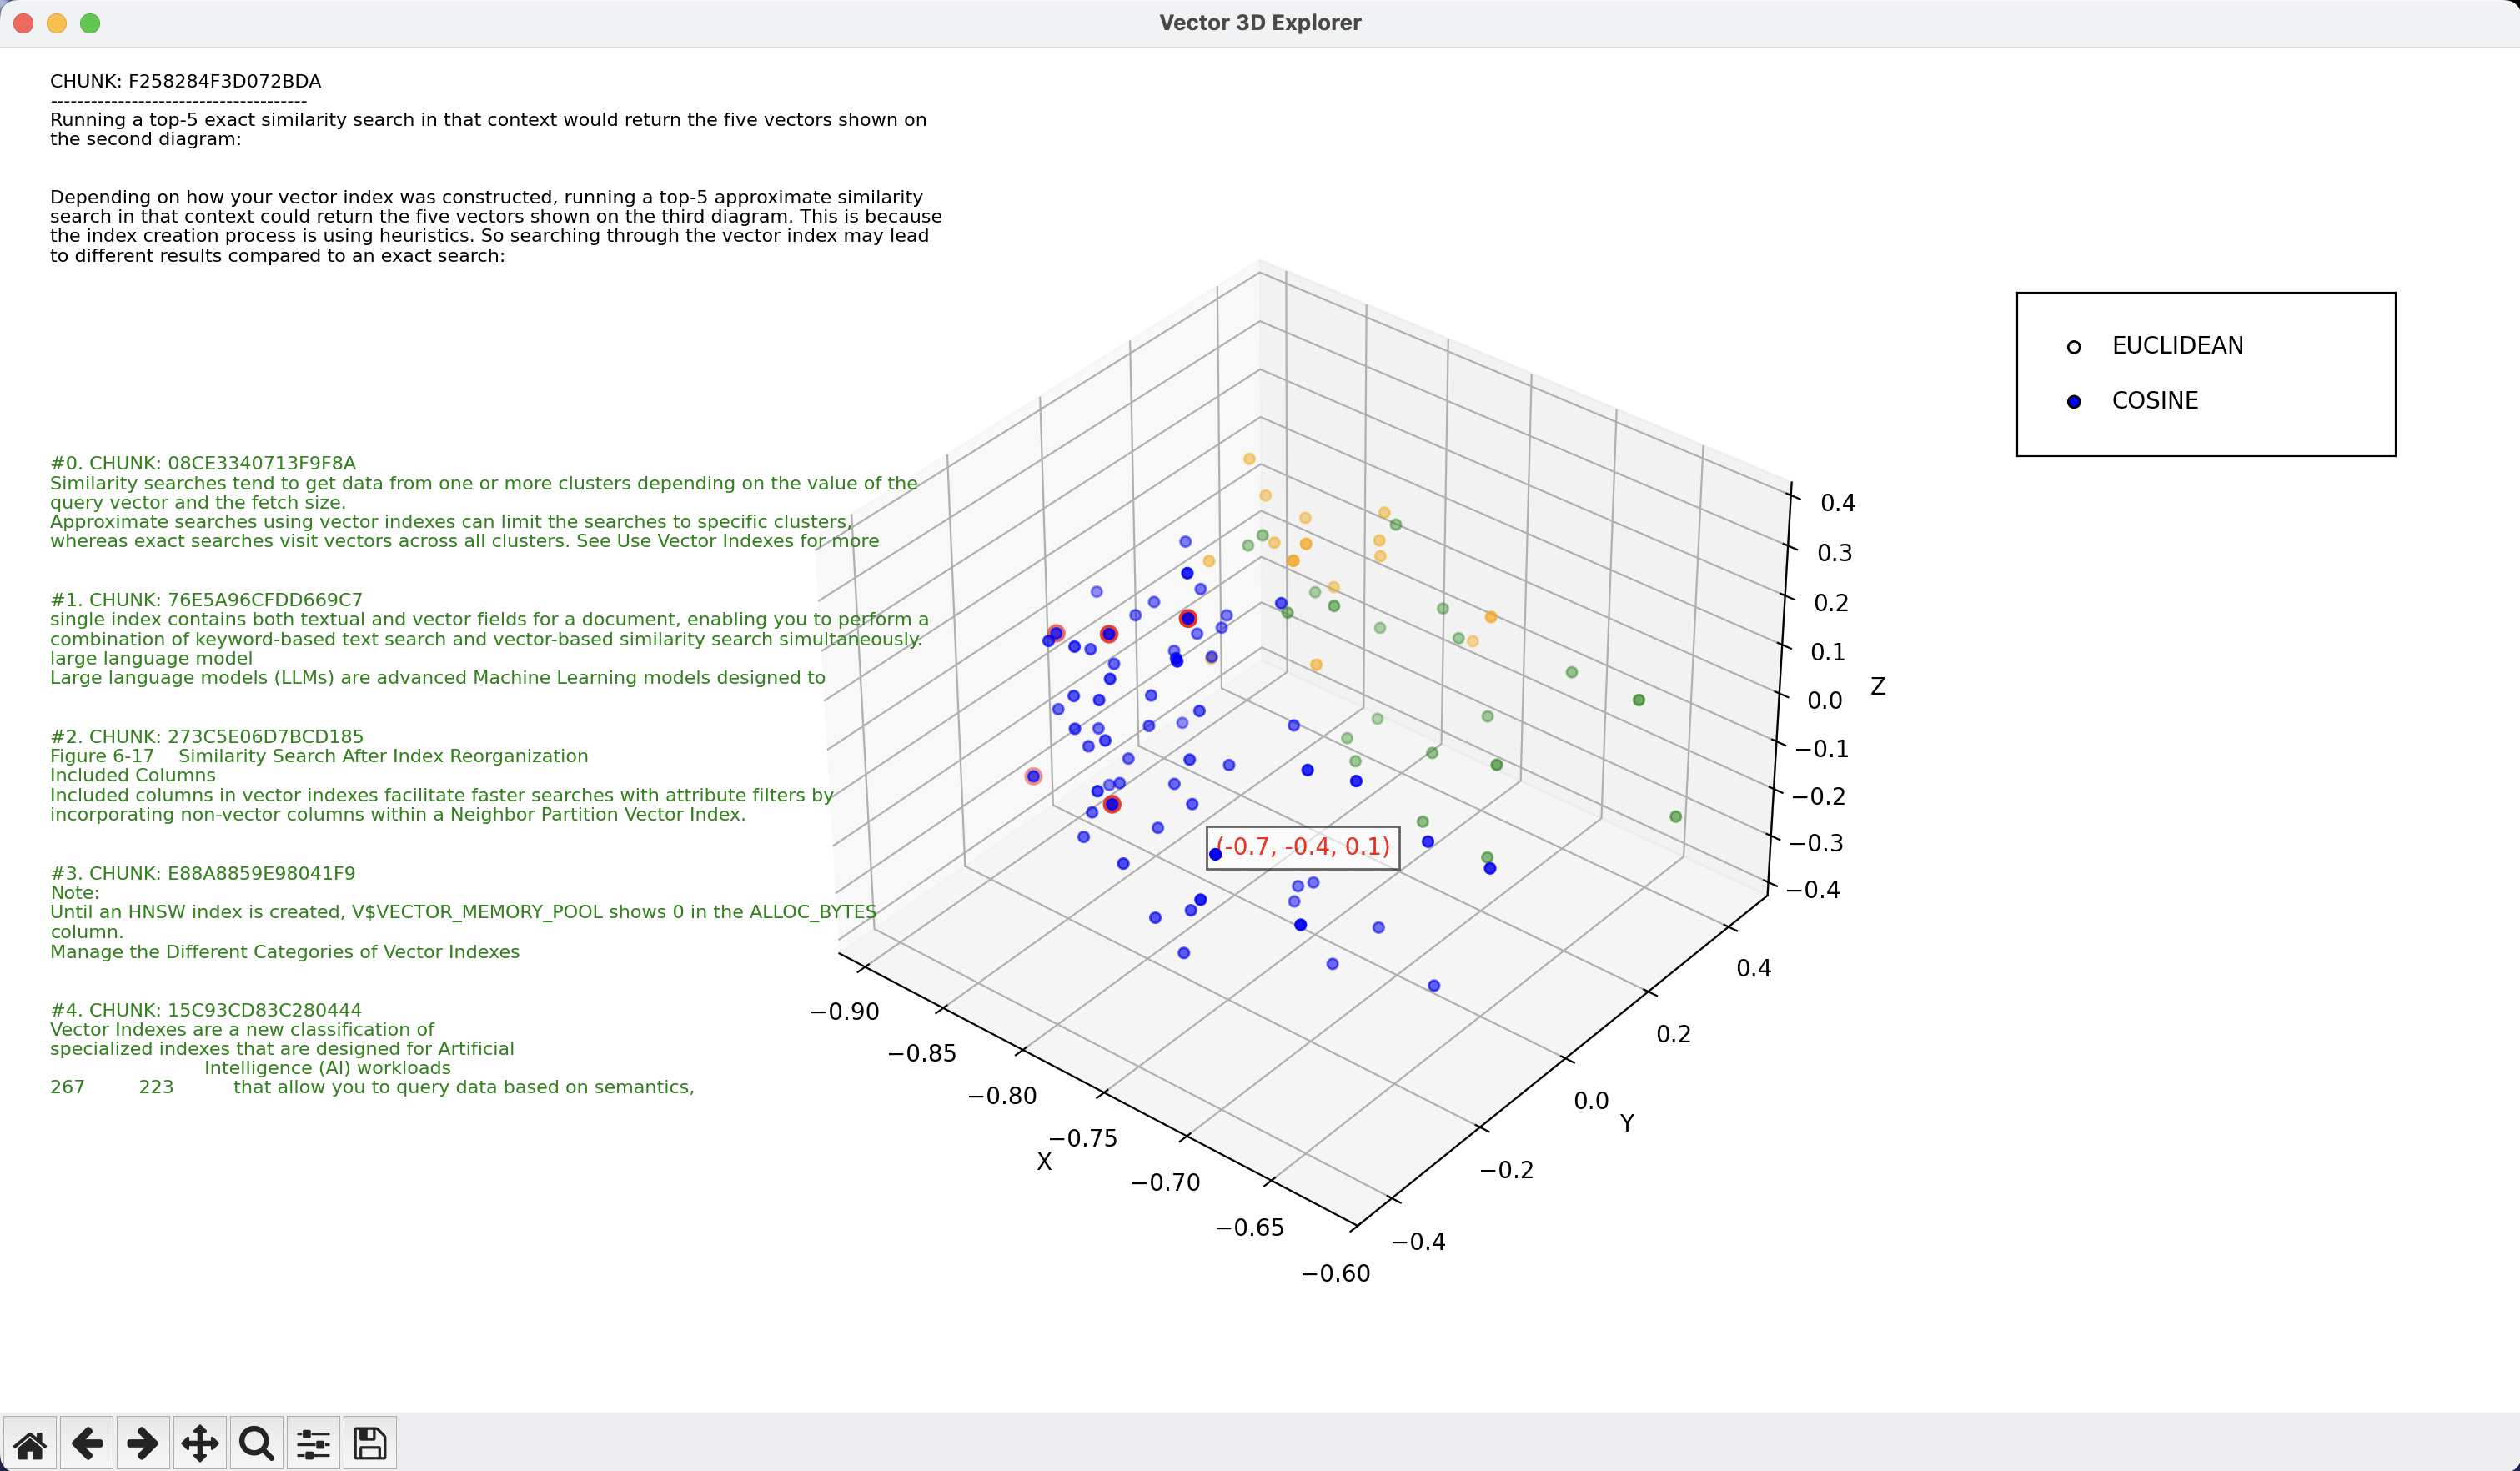 Vector 3D Explorer
CHUNK: F258284F3D072BDA
--------------------------------------
Running a top-5 exact similarity search in that context would return the five vectors shown on
the second diagram:
Depending on how your vector index was constructed, running a top-5 approximate similarity
search in that context could return the five vectors shown on the third diagram. This is because
the index creation process is using heuristics. So searching through the vector index may lead
to different results compared to an exact search:
#0. CHUNK: 08CE3340713F9F8A
Similarity searches tend to get data from one or more clusters depending on the value of the
query vector and the fetch size.
Approximate searches using vector indexes can limit the searches to specific clusters,
whereas exact searches visit vectors across all clusters. See Use Vector Indexes for more
#1. CHUNK: 76E5A96CFDD669C7
single index contains both textual and vector fields for a document, enabling you to perform a
combination of keyword-based text search and vector-based similarity search simultaneously.
large language model
Large language models (LLMs) are advanced Machine Learning models designed to
#2. CHUNK: 273C5E06D7BCD185
Figure 6-17    Similarity Search After Index Reorganization
Included Columns
Included columns in vector indexes facilitate faster searches with attribute filters by
incorporating non-vector columns within a Neighbor Partition Vector Index.
#3. CHUNK: E88A8859E98041F9
Note:
Until an HNSW index is created, V$VECTOR_MEMORY_POOL shows 0 in the ALLOC_BYTES
column.
Manage the Different Categories of Vector Indexes
#4. CHUNK: 15C93CD83C280444
Vector Indexes are a new classification of
specialized indexes that are designed for Artificial
Intelligence (AI) workloads
267         223          that allow you to query data based on semantics,
EUCLIDEAN
COSINE
(-0.7, -0.4, 0.1)
0.4
0.3
0.2
0.1
0.0
−0.1
−0.2
−0.3
−0.4
Z
−0.90
−0.85
−0.80
−0.75
−0.70
−0.65
−0.60
X
0.4
0.2
0.0
−0.2
−0.4
Y